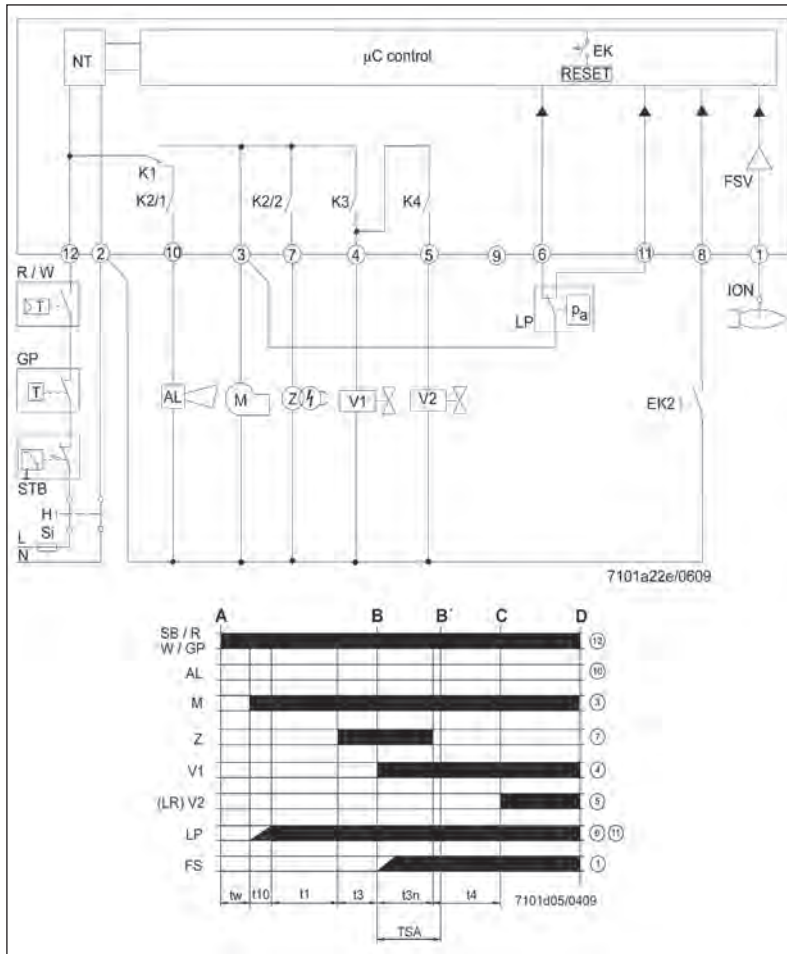 NT
µC control
EK
RESET
K1
K2/1
K2/2
K3
K4
FSV
12 2 10 3 7 4 5 9 6 11 8 1
R / W
T
LP
Pa
ION
GP
T
AL
M
Z
V1
V2
EK2
STB
H
L
Si
N
7101a22e/0609
A B B´ C D
SB / R
W / GP
12
AL
10
M
3
Z
7
V1
4
(LR) V2
5
LP
6 11
FS
1
tw t10 t1 t3 t3n t4
7101d05/0409
TSA